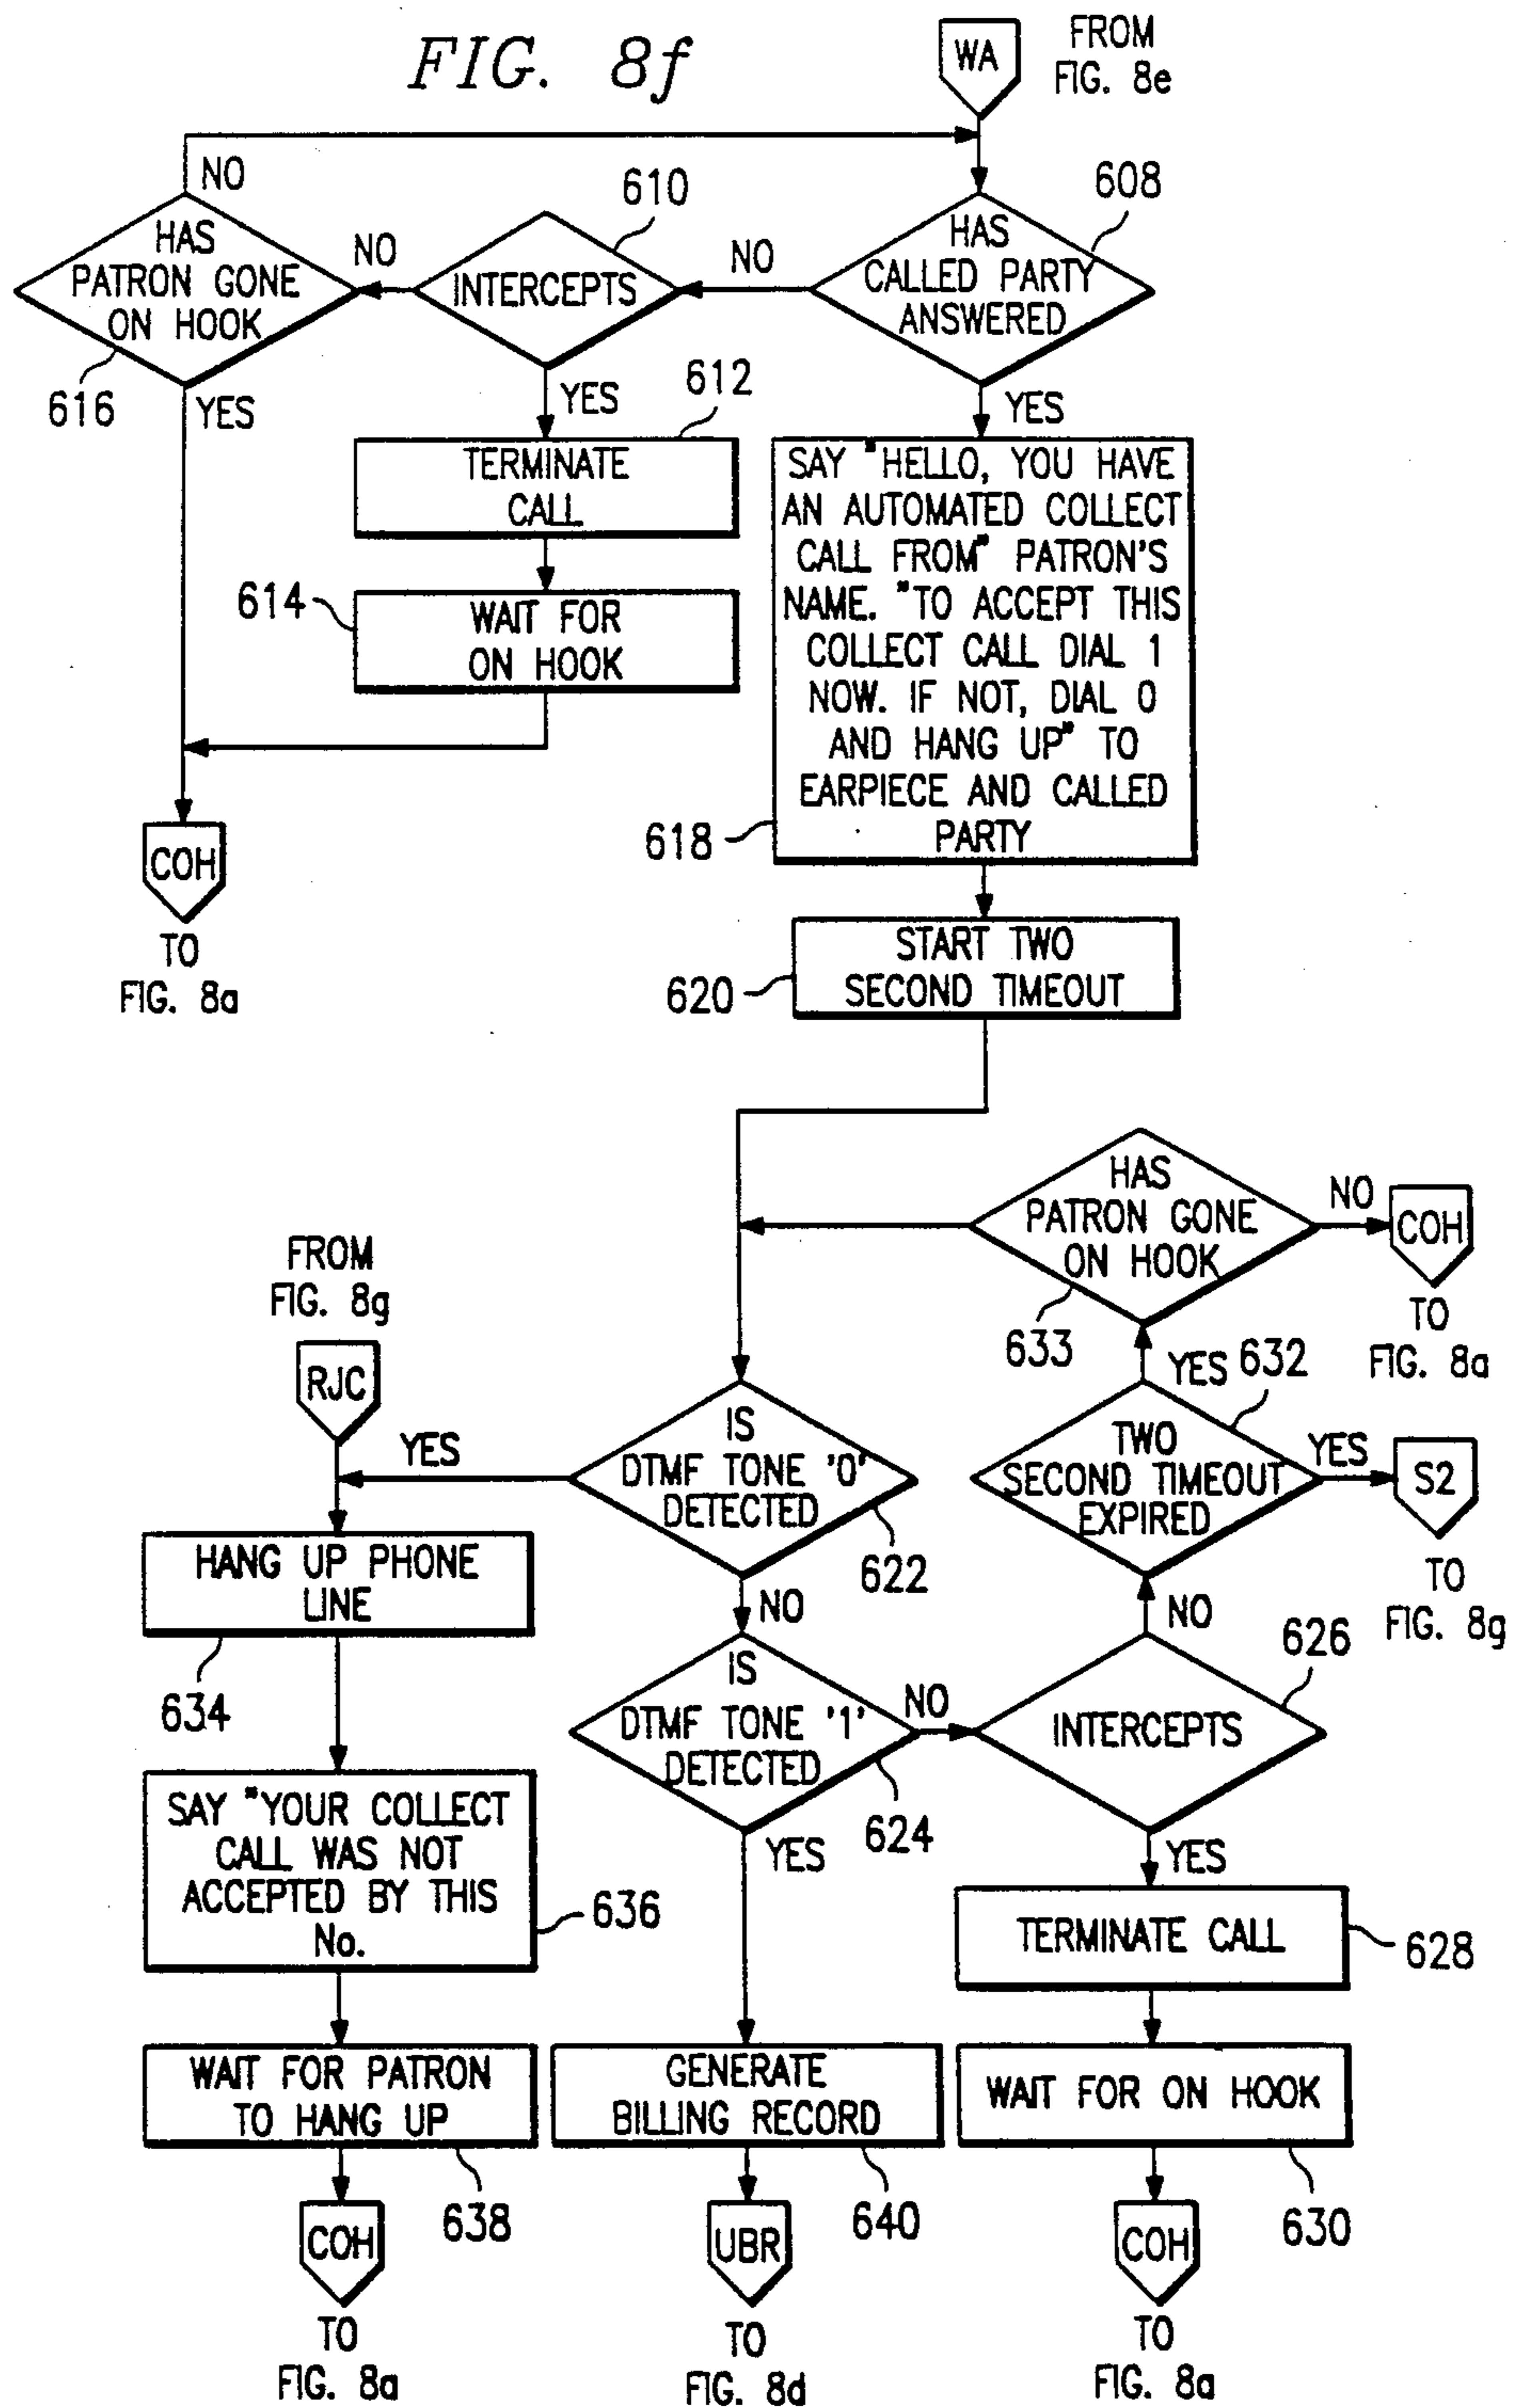 FIG. 8f
WA
FROM
FIG. 8e
NO
HAS
PATRON GONE
ON HOOK
616
YES
NO
610
INTERCEPTS
YES
NO
608
HAS
CALLED PARTY
ANSWERED
YES
612
TERMINATE
CALL
614
WAIT FOR
ON HOOK
COH
TO
FIG. 8a
SAY "HELLO, YOU HAVE
AN AUTOMATED COLLECT
CALL FROM" PATRON'S
NAME. "TO ACCEPT THIS
COLLECT CALL DIAL 1
NOW. IF NOT, DIAL 0
AND HANG UP" TO
EARPIECE AND CALLED
PARTY
618
START TWO
SECOND TIMEOUT
620
HAS
PATRON GONE
ON HOOK
633
NO
COH
TO
FIG. 8a
FROM
FIG. 8g
RJC
YES
IS
DTMF TONE '0'
DETECTED
622
NO
YES
632
TWO
SECOND TIMEOUT
EXPIRED
YES
S2
TO
FIG. 8g
NO
HANG UP PHONE
LINE
634
IS
DTMF TONE '1'
DETECTED
624
NO
YES
626
INTERCEPTS
YES
SAY "YOUR COLLECT
CALL WAS NOT
ACCEPTED BY THIS
No.
636
TERMINATE CALL
628
WAIT FOR PATRON
TO HANG UP
638
GENERATE
BILLING RECORD
640
WAIT FOR ON HOOK
630
COH
TO
FIG. 8a
UBR
TO
FIG. 8d
COH
TO
FIG. 8a